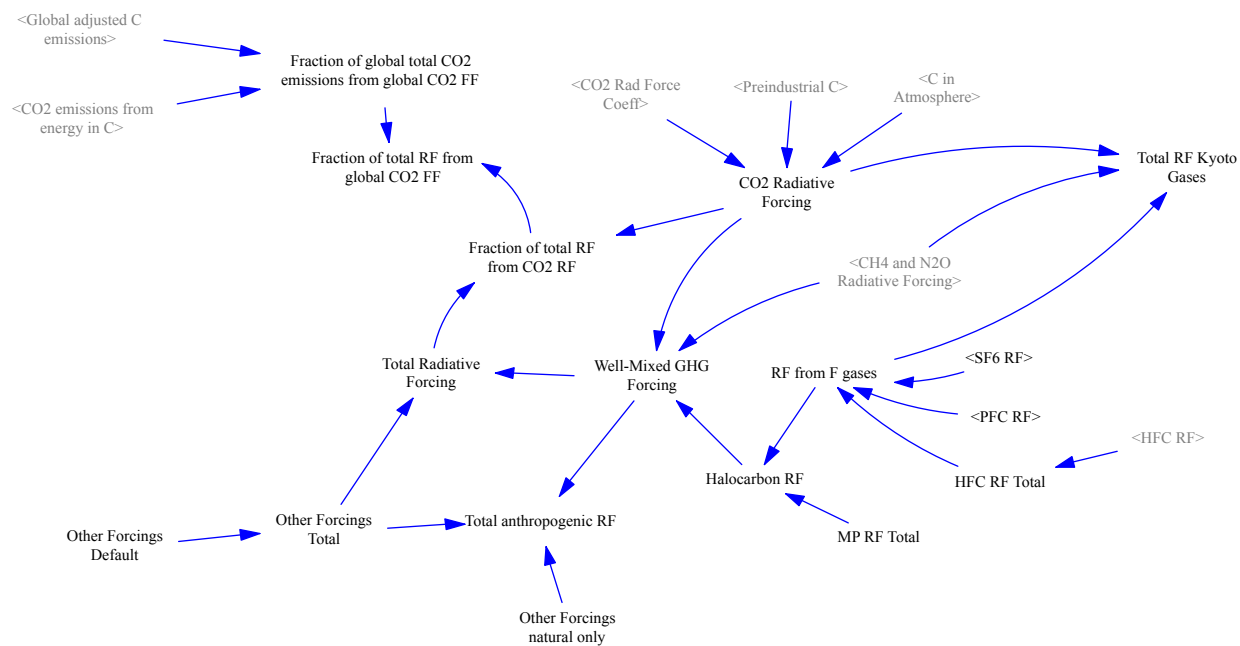 <Global adjusted C
emissions>
Fraction of global total CO2
emissions from global CO2 FF
<CO2 emissions from
energy in C>
<CO2 Rad Force
Coeff>
<Preindustrial C>
<C in
Atmosphere>
Fraction of total RF from
global CO2 FF
CO2 Radiative
Forcing
Total RF Kyoto
Gases
Fraction of total RF
from CO2 RF
<CH4 and N2O
Radiative Forcing>
Total Radiative
Forcing
Well-Mixed GHG
Forcing
RF from F gases
<SF6 RF>
<PFC RF>
<HFC RF>
Halocarbon RF
HFC RF Total
Other Forcings
Default
Other Forcings
Total
Total anthropogenic RF
MP RF Total
Other Forcings
natural only